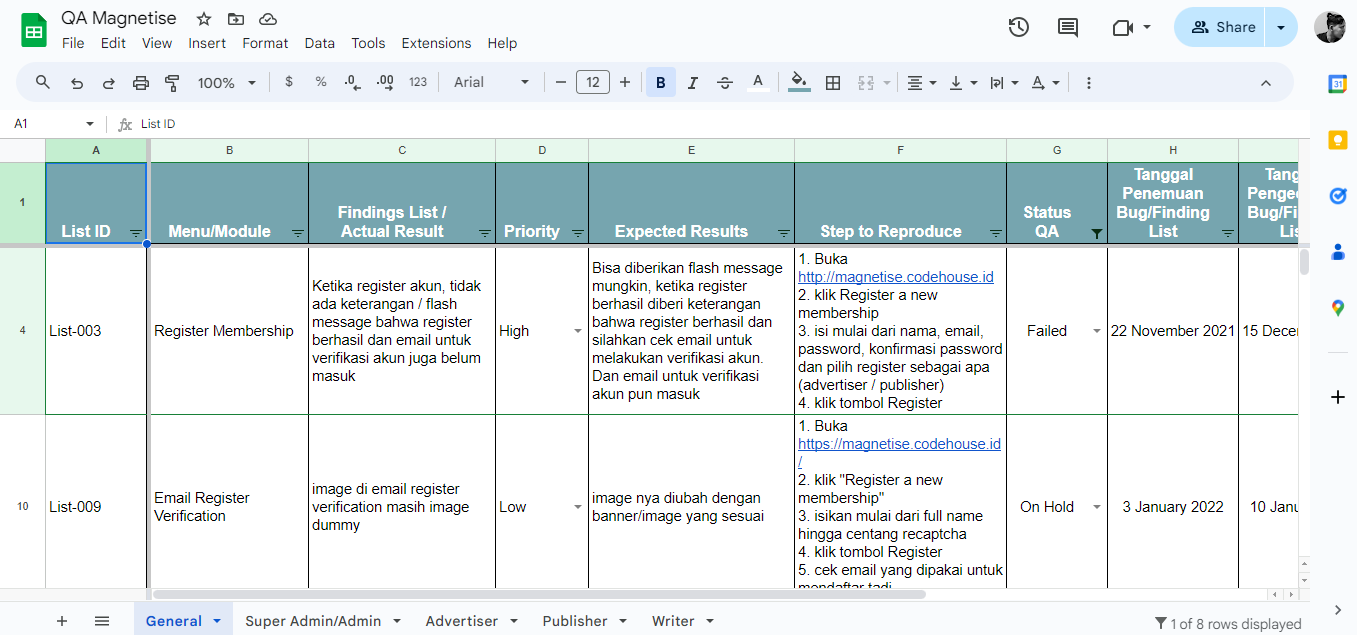 QA Magnetise
File Edit View Insert Format Data Tools Extensions Help
Share
100% $ % .0 .00 123 Arial 12 B I S A A
31
A1 fx List ID
A B C D E F G H
1
List ID
Menu/Module
Findings List /
Actual Result
Priority
Expected Results
Step to Reproduce
Status
QA
Tanggal
Penemuan
Bug/Finding
List
4
List-003
Register Membership
Ketika register akun, tidak
ada keterangan / flash
message bahwa register
berhasil dan email untuk
verifikasi akun juga belum
masuk
High
Bisa diberikan flash message
mungkin, ketika register
berhasil diberi keterangan
bahwa register berhasil dan
silahkan cek email untuk
melakukan verifikasi akun.
Dan email untuk verifikasi
akun pun masuk
1. Buka
http://magnetise.codehouse.id
2. klik Register a new
membership
3. isi mulai dari nama, email,
password, konfirmasi password
dan pilih register sebagai apa
(advertiser / publisher)
4. klik tombol Register
Failed
22 November 2021
15
10
List-009
Email Register
Verification
image di email register
verification masih image
dummy
Low
image nya diubah dengan
banner/image yang sesuai
1. Buka
https://magnetise.codehouse.id
/
2. klik "Register a new
membership"
3. isikan mulai dari full name
hingga centang recaptcha
4. klik tombol Register
5. cek email yang dipakai untuk
mendaftar tadi
On Hold
3 January 2022
10
General Super Admin/Admin Advertiser Publisher Writer
1 of 8 rows displayed